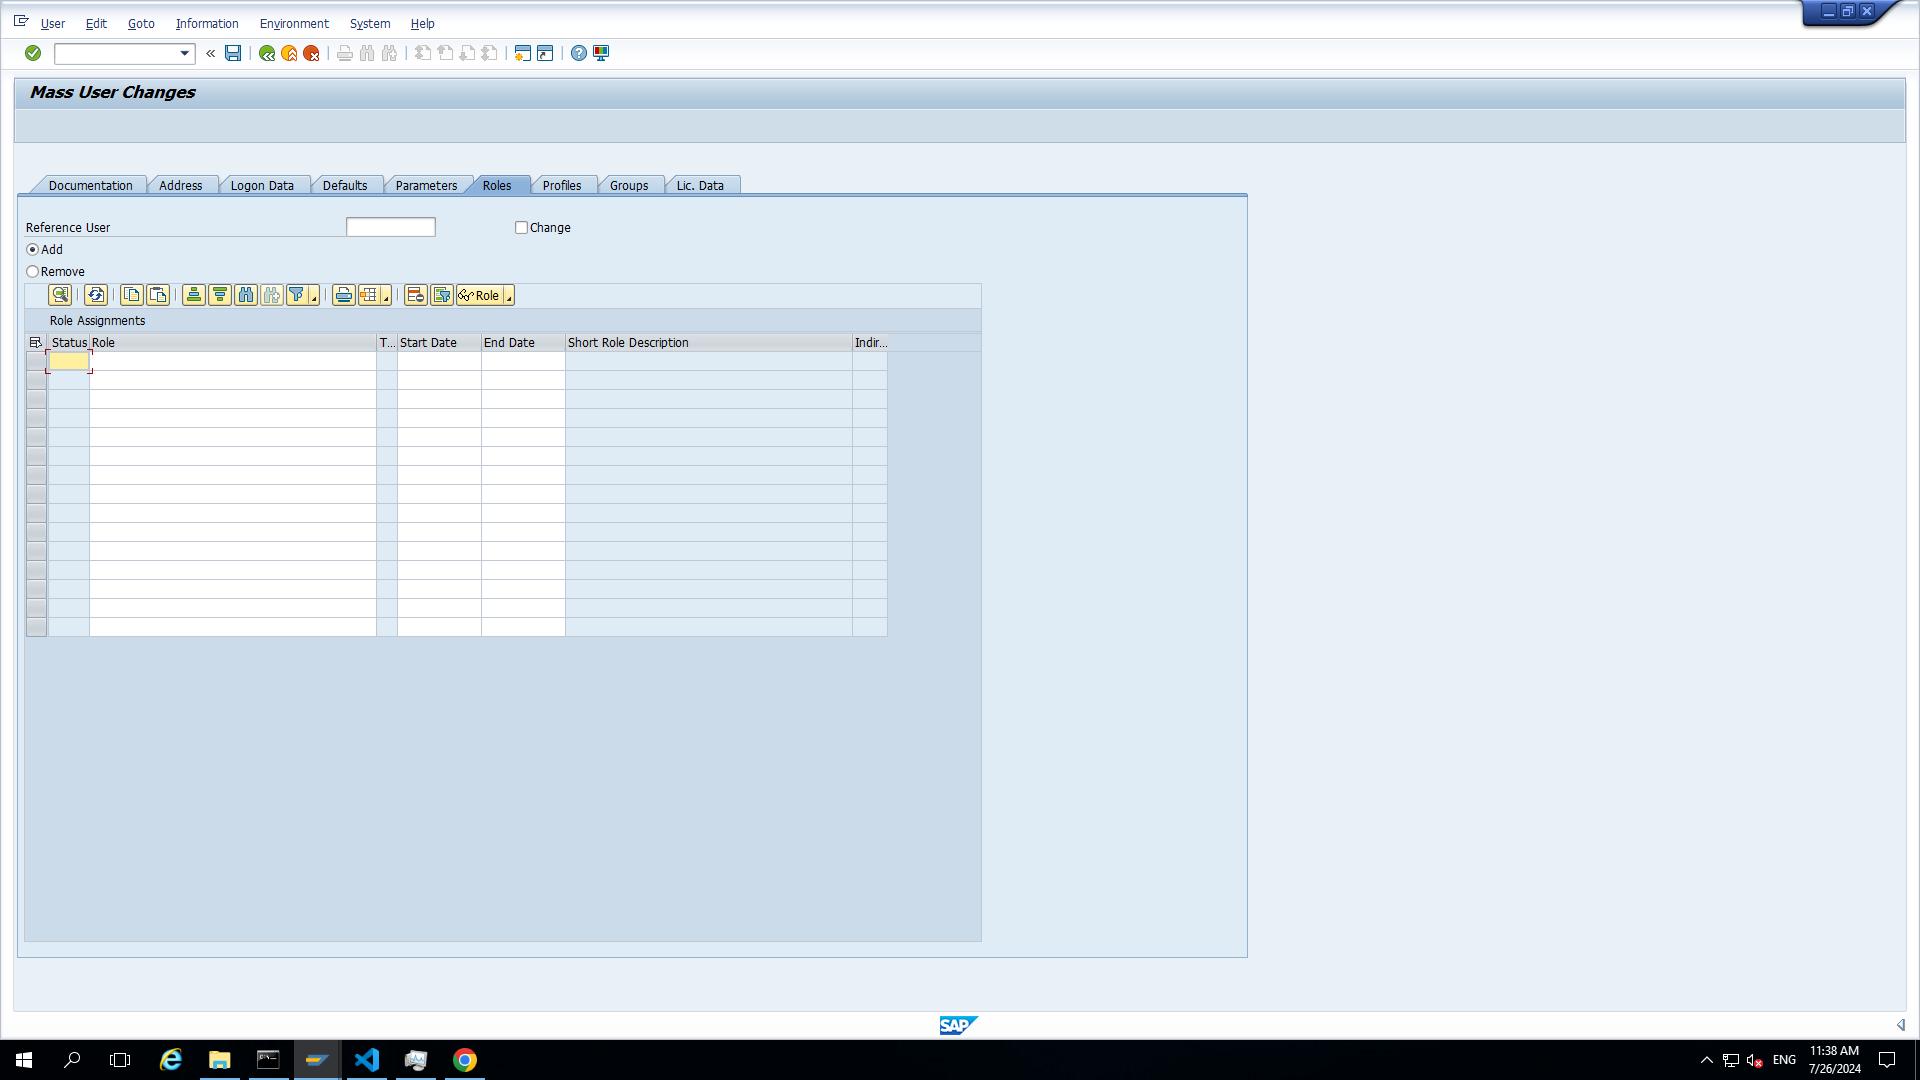 User Edit Goto Information Environment System Help
Mass User Changes
Documentation Address Logon Data Defaults Parameters Roles Profiles Groups Lic. Data
Reference User Change
Add
Remove
Role
Role Assignments
Status Role T... Start Date End Date Short Role Description Indir...
SAP
ENG 11:38 AM
7/26/2024